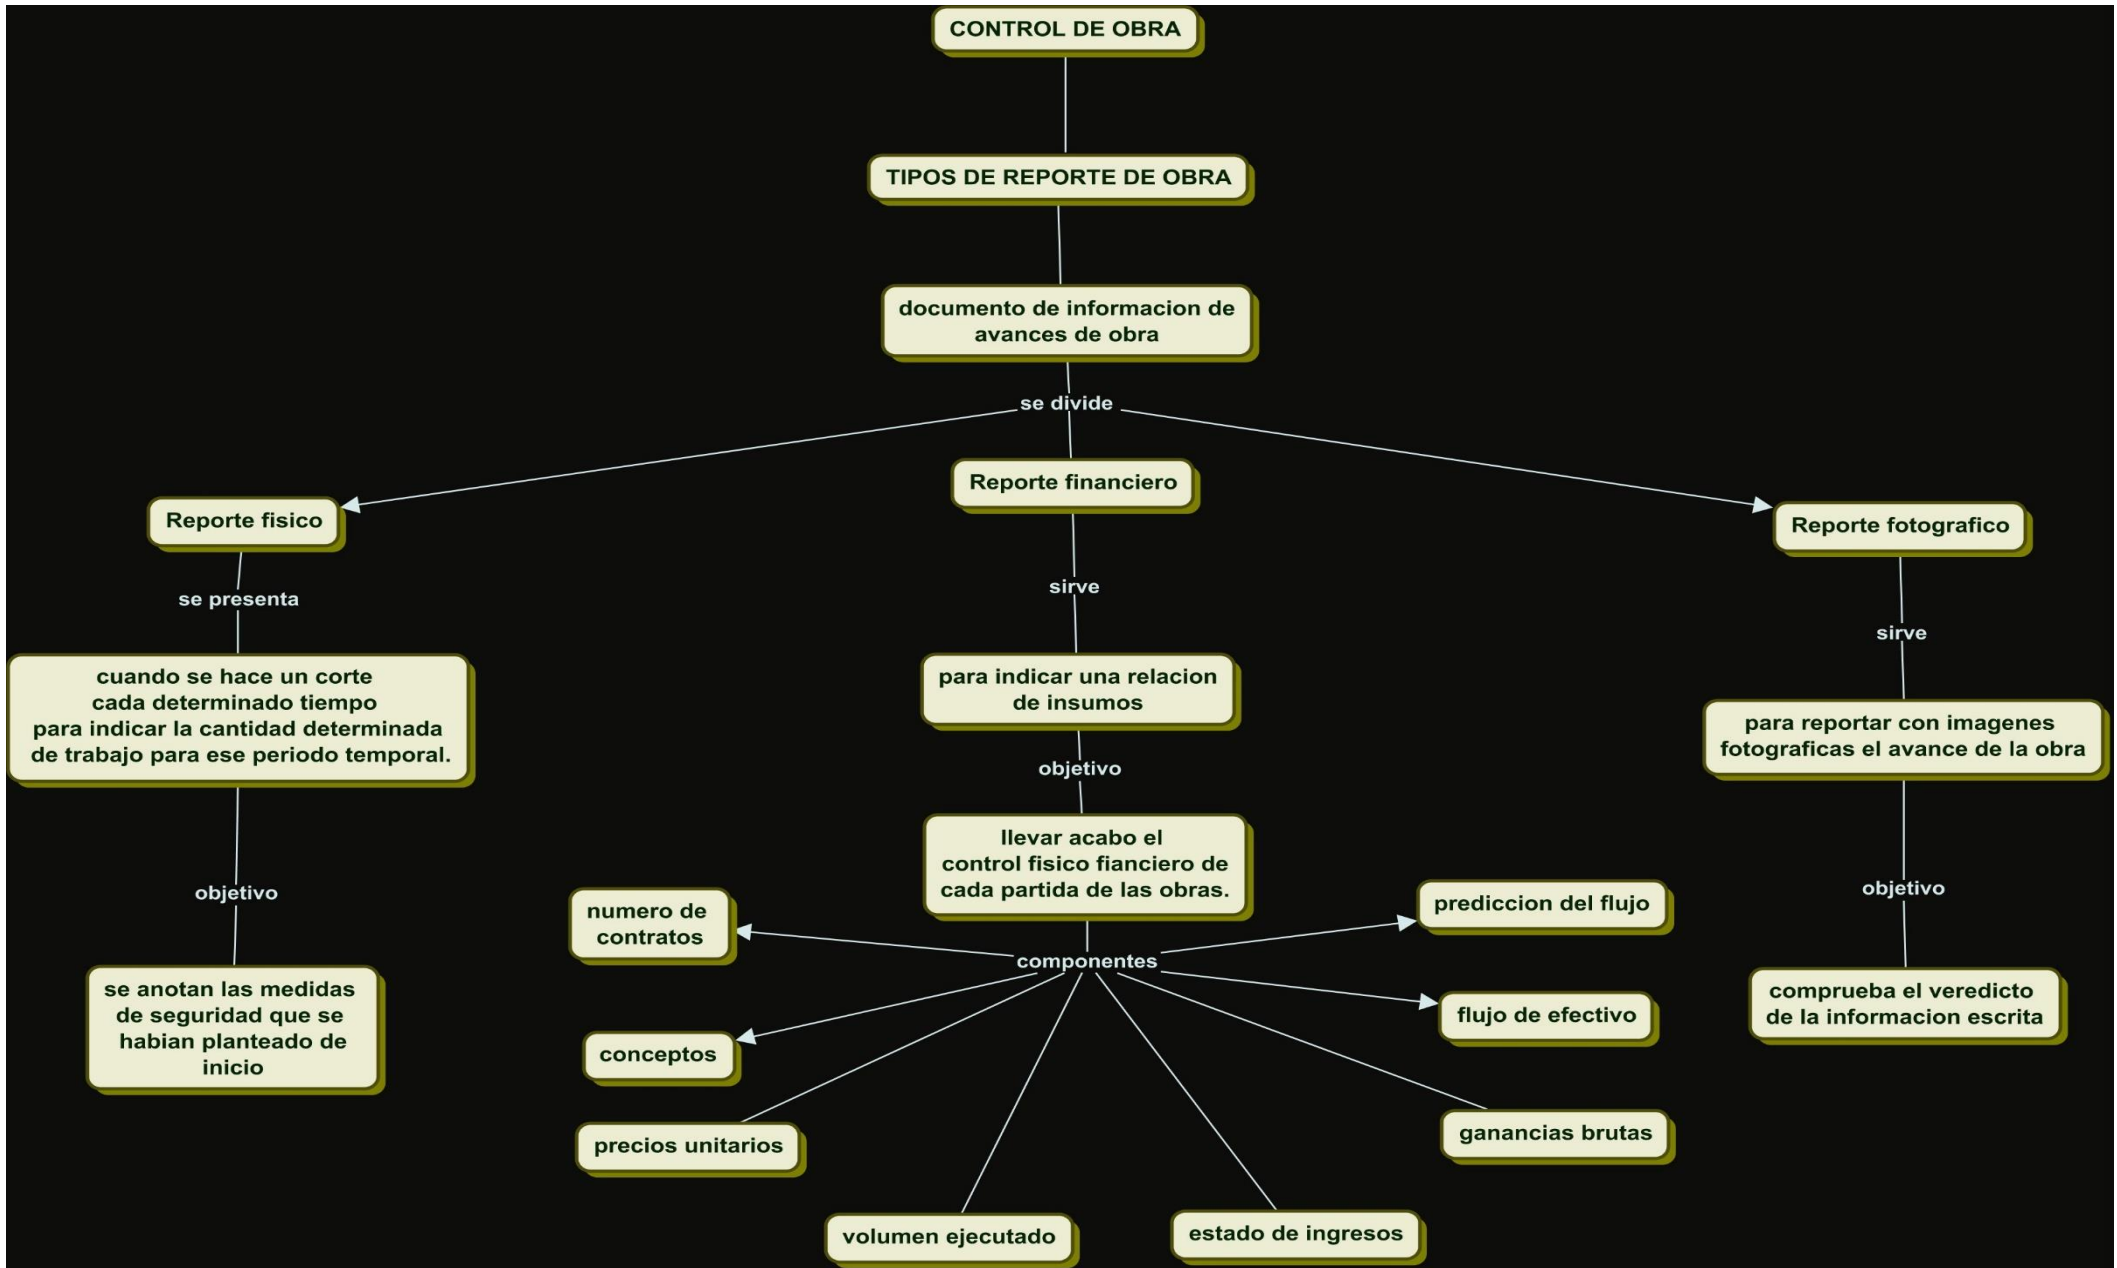 CONTROL DE OBRA
TIPOS DE REPORTE DE OBRA
documento de informacion de
avances de obra
se divide
Reporte fisico
se presenta
cuando se hace un corte
cada determinado tiempo
para indicar la cantidad determinada
de trabajo para ese periodo temporal.
objetivo
se anotan las medidas
de seguridad que se
habian planteado de
inicio
Reporte financiero
sirve
para indicar una relacion
de insumos
objetivo
llevar acabo el
control fisico fianciero de
cada partida de las obras.
componentes
numero de
contratos
conceptos
precios unitarios
volumen ejecutado
estado de ingresos
ganancias brutas
flujo de efectivo
prediccion del flujo
Reporte fotografico
sirve
para reportar con imagenes
fotograficas el avance de la obra
objetivo
comprueba el veredicto
de la informacion escrita